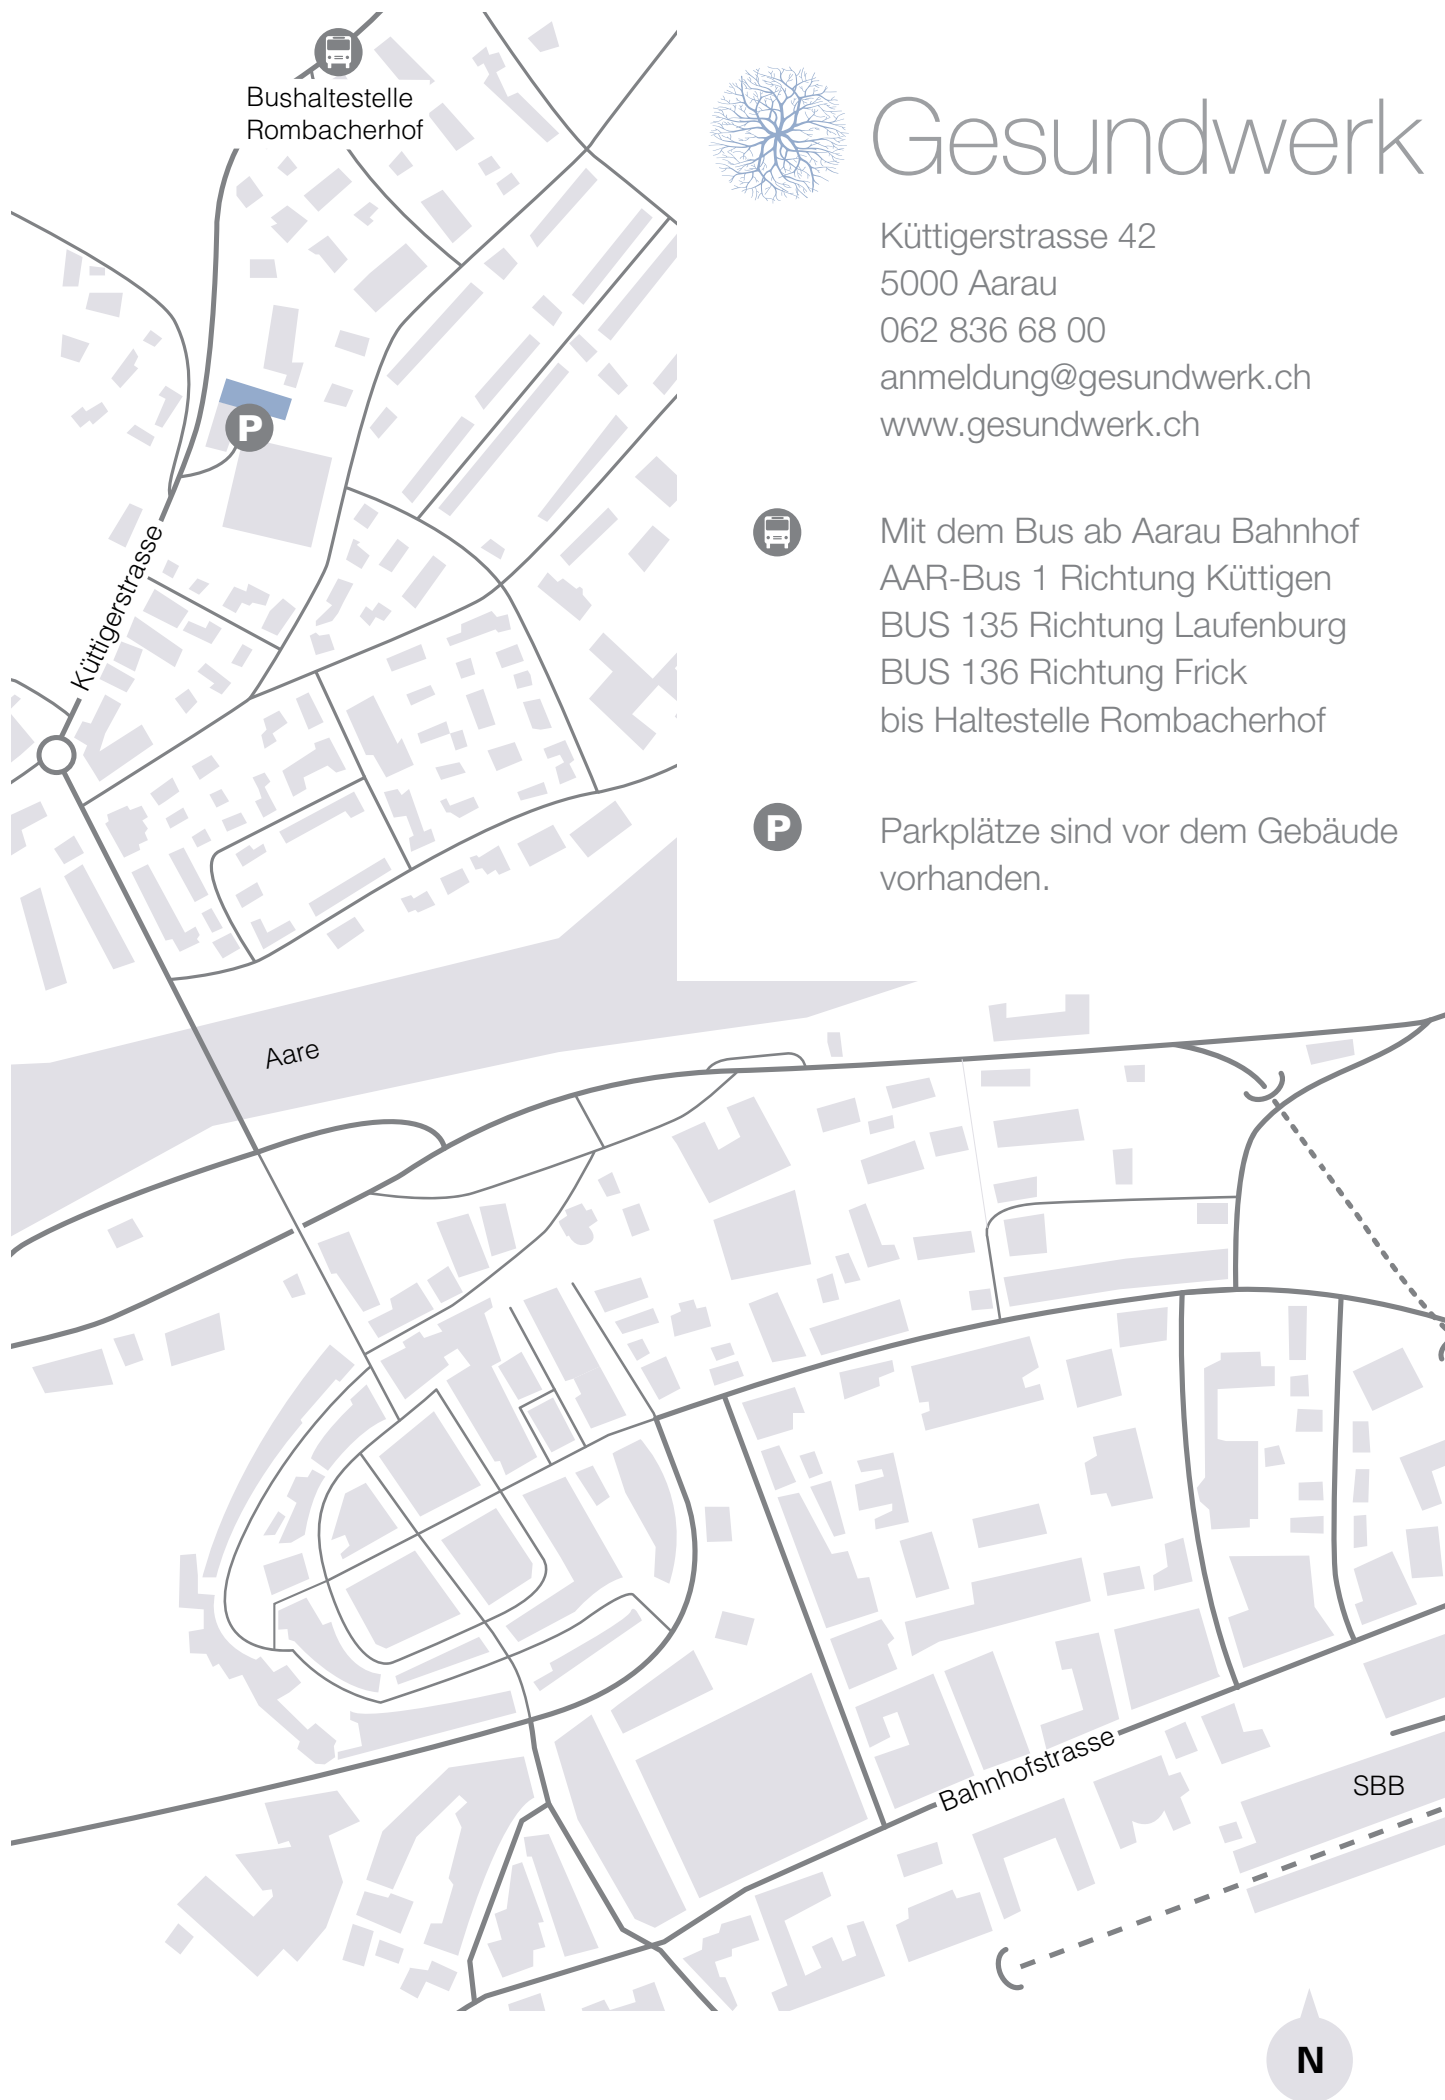 Bushaltestelle
Rombacherhof
Gesundwerk
Küttigerstrasse 42
5000 Aarau
062 836 68 00
anmeldung@gesundwerk.ch
www.gesundwerk.ch
P
Mit dem Bus ab Aarau Bahnhof
AAR-Bus 1 Richtung Küttigen
BUS 135 Richtung Laufenburg
BUS 136 Richtung Frick
bis Haltestelle Rombacherhof
Küttigerstrasse
P
Parkplätze sind vor dem Gebäude
vorhanden.
Aare
Bahnhofstrasse
SBB
N